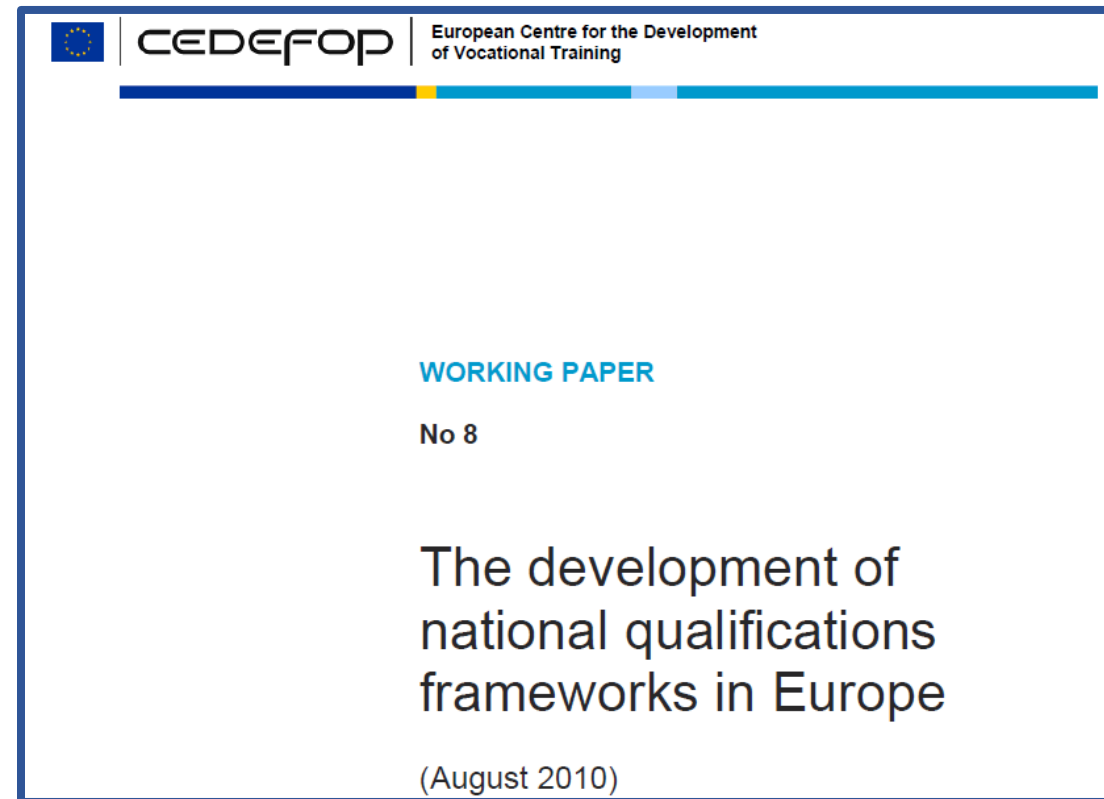 CEDEFOP
European Centre for the Development
of Vocational Training
WORKING PAPER
No 8
The development of
national qualifications
frameworks in Europe
(August 2010)